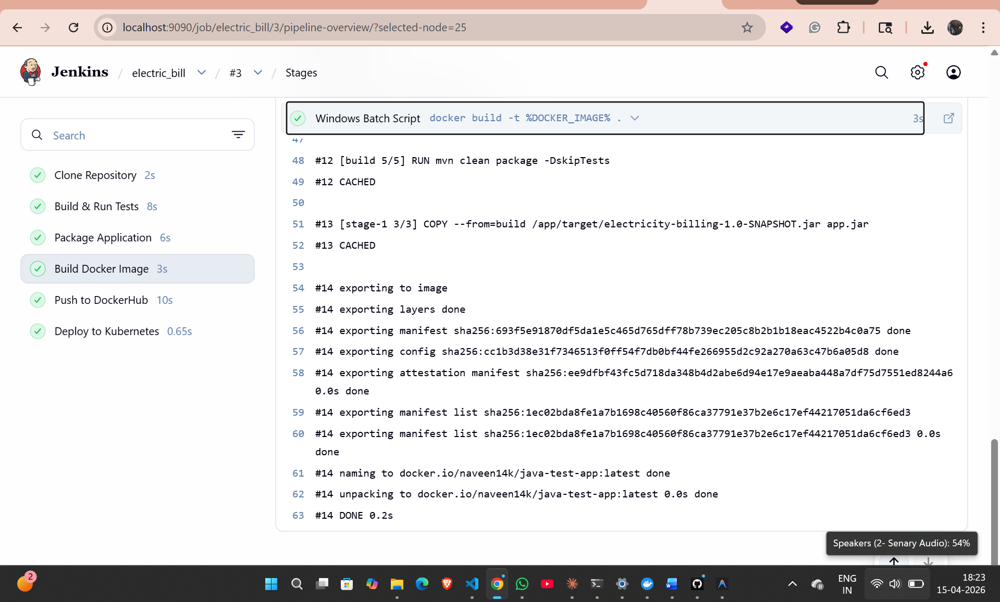 localhost:9090/job/electric_bill/3/pipeline-overview/?selected-node=25
Jenkins / electric_bill / #3 / Stages
Search
Clone Repository 2s
Build & Run Tests 8s
Package Application 6s
Build Docker Image 3s
Push to DockerHub 10s
Deploy to Kubernetes 0.65s
Windows Batch Script docker build -t %DOCKER_IMAGE% . 3s
47
48 #12 [build 5/5] RUN mvn clean package -DskipTests
49 #12 CACHED
50
51 #13 [stage-1 3/3] COPY --from=build /app/target/electricity-billing-1.0-SNAPSHOT.jar app.jar
52 #13 CACHED
53
54 #14 exporting to image
55 #14 exporting layers done
56 #14 exporting manifest sha256:693f5e91870df5da1e5c465d765dff78b739ec205c8b2b1b18eac4522b4c0a75 done
57 #14 exporting config sha256:cc1b3d38e31f7346513f0ff54f7db0bf44fe266955d2c92a270a63c47b6a05d8 done
58 #14 exporting attestation manifest sha256:ee9dfbf43fc5d718da348b4d2abe6d94e17e9aeaba448a7df75d7551ed8244a6
0.0s done
59 #14 exporting manifest list sha256:1ec02bda8fe1a7b1698c40560f86ca37791e37b2e6c17ef44217051da6cf6ed3
60 #14 exporting manifest list sha256:1ec02bda8fe1a7b1698c40560f86ca37791e37b2e6c17ef44217051da6cf6ed3 0.0s
done
61 #14 naming to docker.io/naveen14k/java-test-app:latest done
62 #14 unpacking to docker.io/naveen14k/java-test-app:latest 0.0s done
63 #14 DONE 0.2s
Speakers (2- Senary Audio): 54%
2
ENG
IN
18:23
15-04-2026